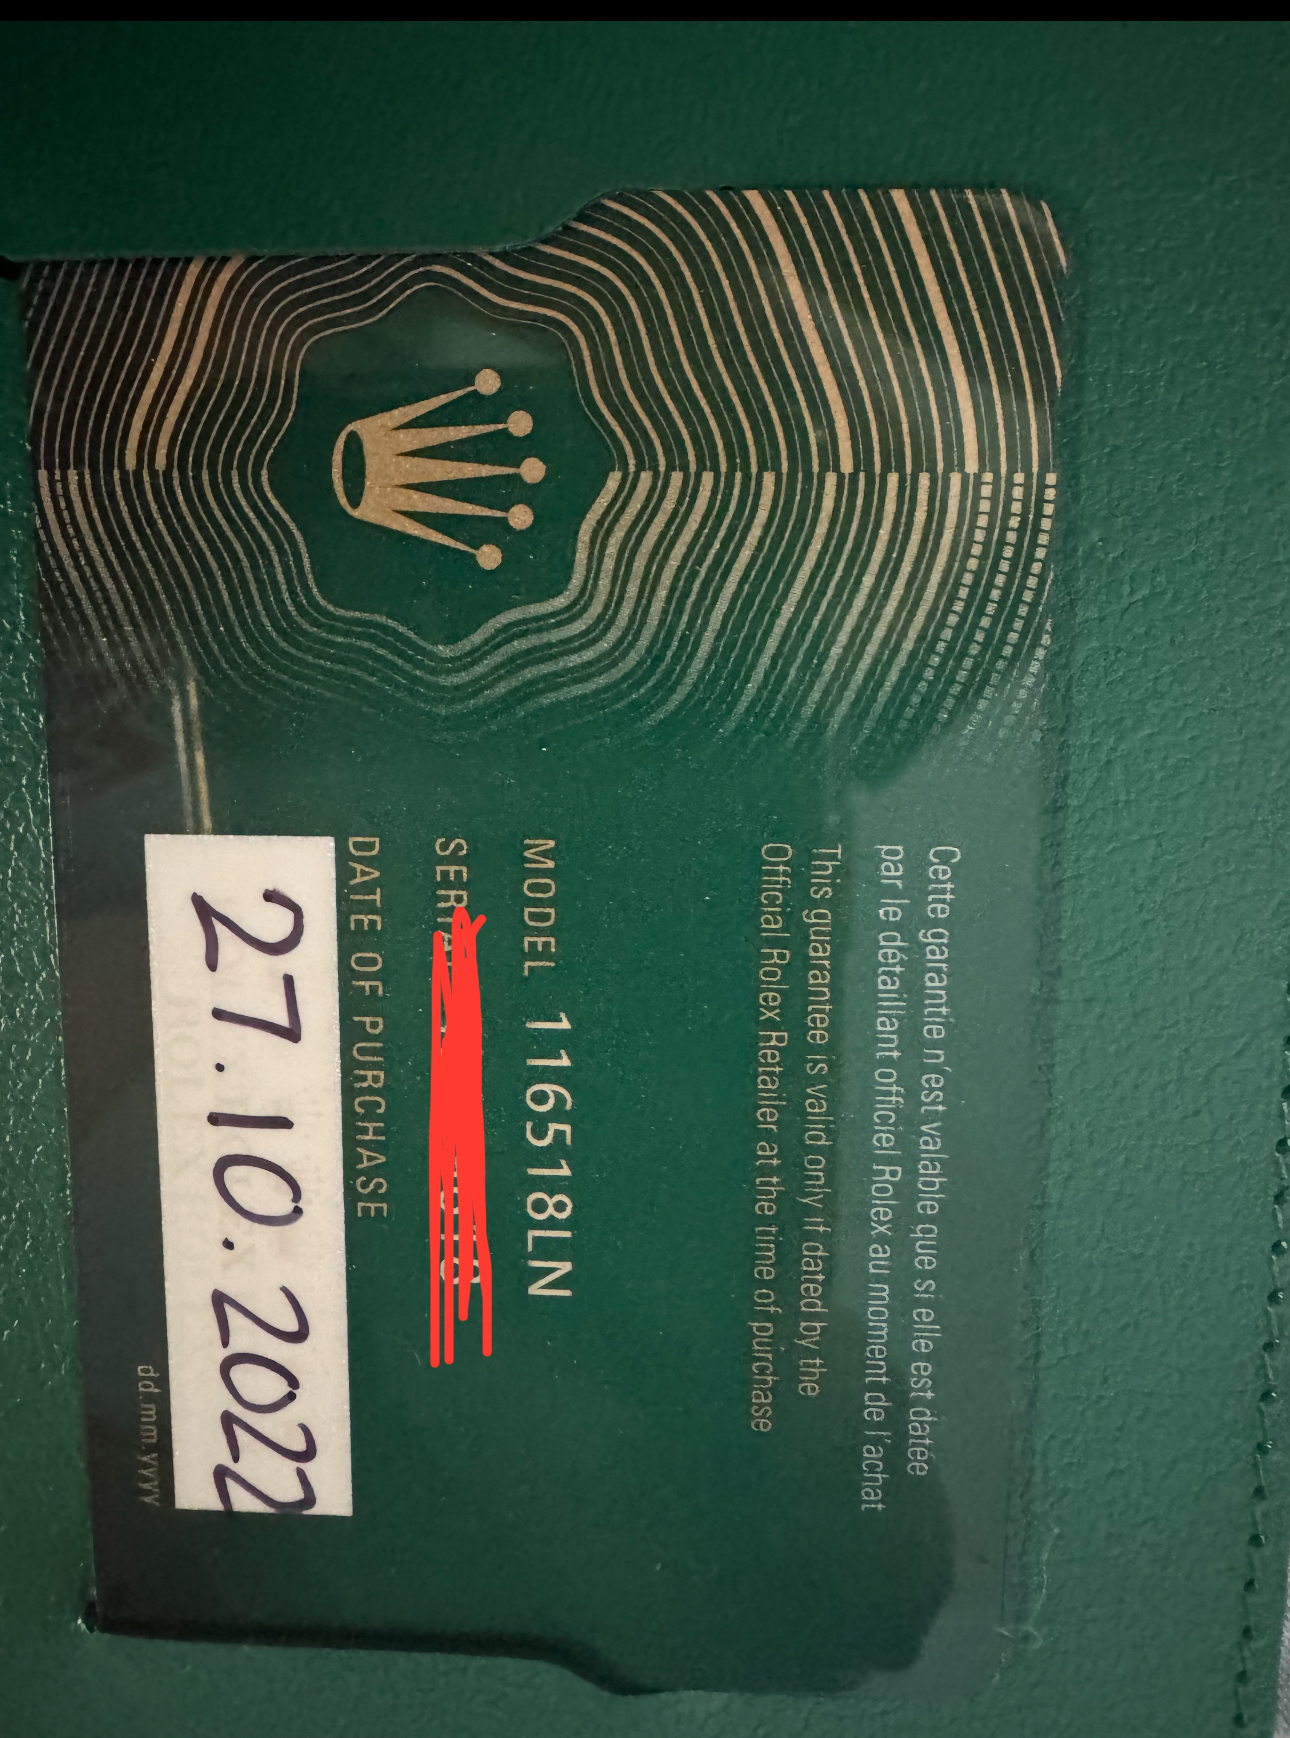 Cette garantie n'est valable que si elle est datée
par le détaillant officiel Rolex au moment de l'achat
This guarantee is valid only if dated by the
Official Rolex Retailer at the time of purchase
MODEL 116518LN
DATE OF PURCHASE
27.10.2022
dd.mm.yyyy